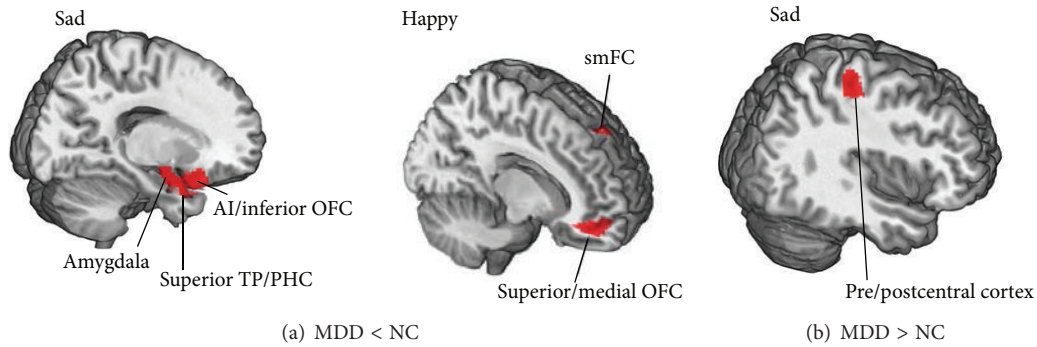 Sad
Amygdala
Superior TP/PHC
AI/inferior OFC
Happy
smFC
Superior/medial OFC
(a) MDD < NC
Sad
Pre/postcentral cortex
(b) MDD > NC